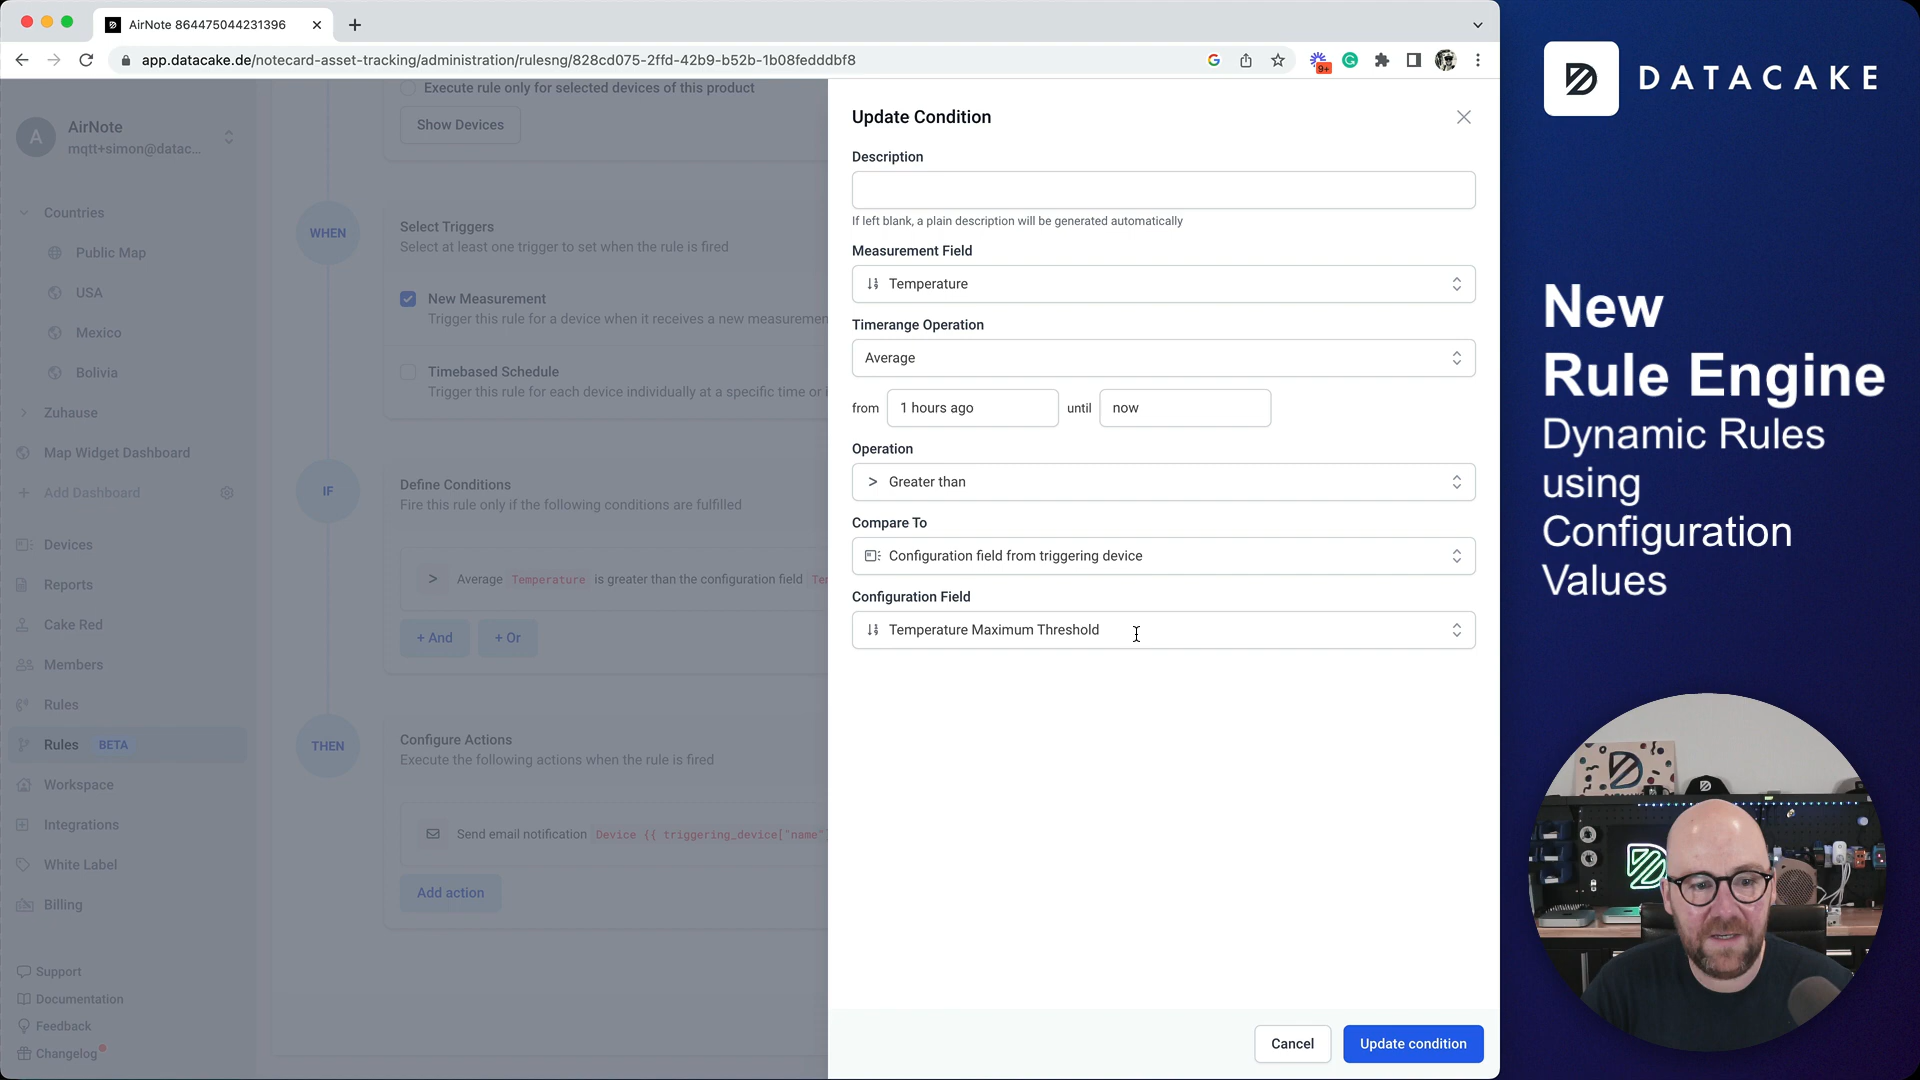 AirNote 864475044231396
app.datacake.de/notecard-asset-tracking/administration/rulesng/828cd075-2ffd-42b9-b52b-1b08fedddbf8
9+
A
AirNote
mqtt+simon@datac...
Countries
Public Map
USA
Mexico
Bolivia
Zuhause
Map Widget Dashboard
Add Dashboard
Devices
Reports
Cake Red
Members
Rules
Rules BETA
Workspace
Integrations
White Label
Billing
Support
Documentation
Feedback
Changelog
Execute rule only for selected devices of this product
Show Devices
WHEN
Select Triggers
Select at least one trigger to set when the rule is fired
New Measurement
Trigger this rule for a device when it receives a new measuremen
Timebased Schedule
Trigger this rule for each device individually at a specific time or i
IF
Define Conditions
Fire this rule only if the following conditions are fulfilled
> Average Temperature is greater than the configuration field Te
+ And + Or
THEN
Configure Actions
Execute the following actions when the rule is fired
Send email notification Device {{ triggering_device["name"
Add action
Update Condition
Description
If left blank, a plain description will be generated automatically
Measurement Field
Temperature
Timerange Operation
Average
from 1 hours ago until now
Operation
> Greater than
Compare To
Configuration field from triggering device
Configuration Field
Temperature Maximum Threshold
Cancel Update condition
DATACAKE
New
Rule Engine
Dynamic Rules
using
Configuration
Values